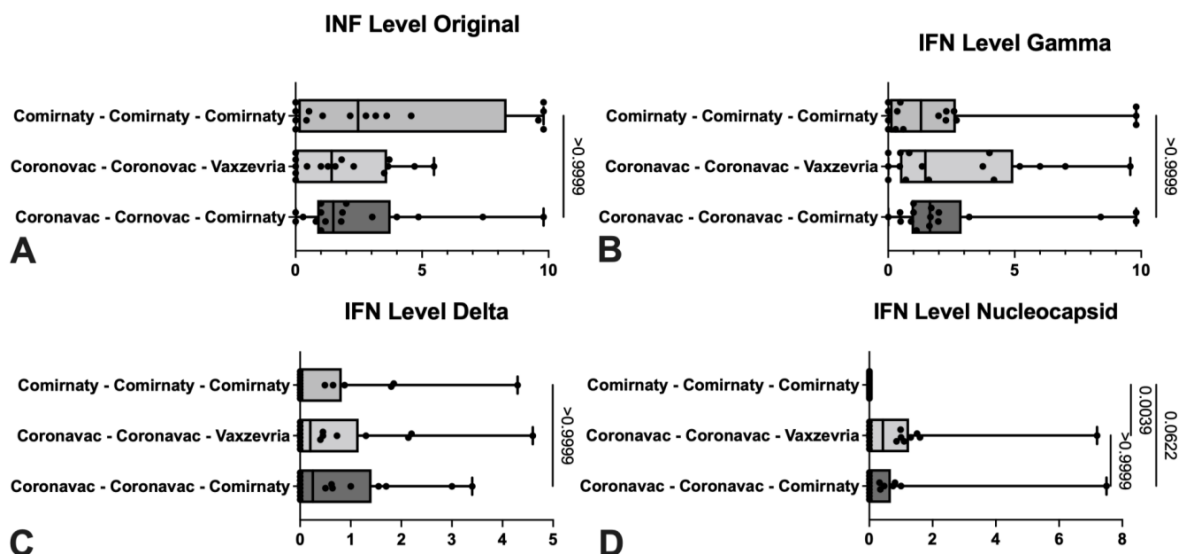 INF Level Original
Comirnaty - Comirnaty - Comirnaty
Coronovac - Coronovac - Vaxzevria
Coronavac - Cornovac - Comirnaty
>0.9999
0 5 10
A
IFN Level Gamma
Comirnaty - Comirnaty - Comirnaty
Coronavac - Coronavac - Vaxzevria
Coronavac - Coronavac - Comirnaty
>0.9999
0 5 10
B
IFN Level Delta
Comirnaty - Comirnaty - Comirnaty
Coronavac - Coronavac - Vaxzevria
Coronavac - Coronavac - Comirnaty
>0.9999
0 1 2 3 4 5
C
IFN Level Nucleocapsid
Comirnaty - Comirnaty - Comirnaty
Coronavac - Coronavac - Vaxzevria
Coronavac - Coronavac - Comirnaty
0.0039
>0.9999
0.0622
0 2 4 6 8
D